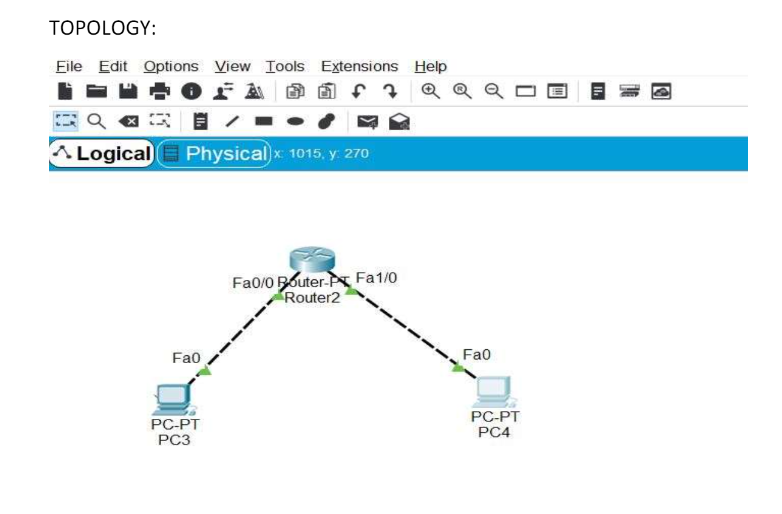 TOPOLOGY:
File Edit Options View Tools Extensions Help
Logical Physical x: 1015, y: 270
Fa0/0 Router-PT Fa1/0
Router2
Fa0 Fa0
PC-PT PC-PT
PC3 PC4